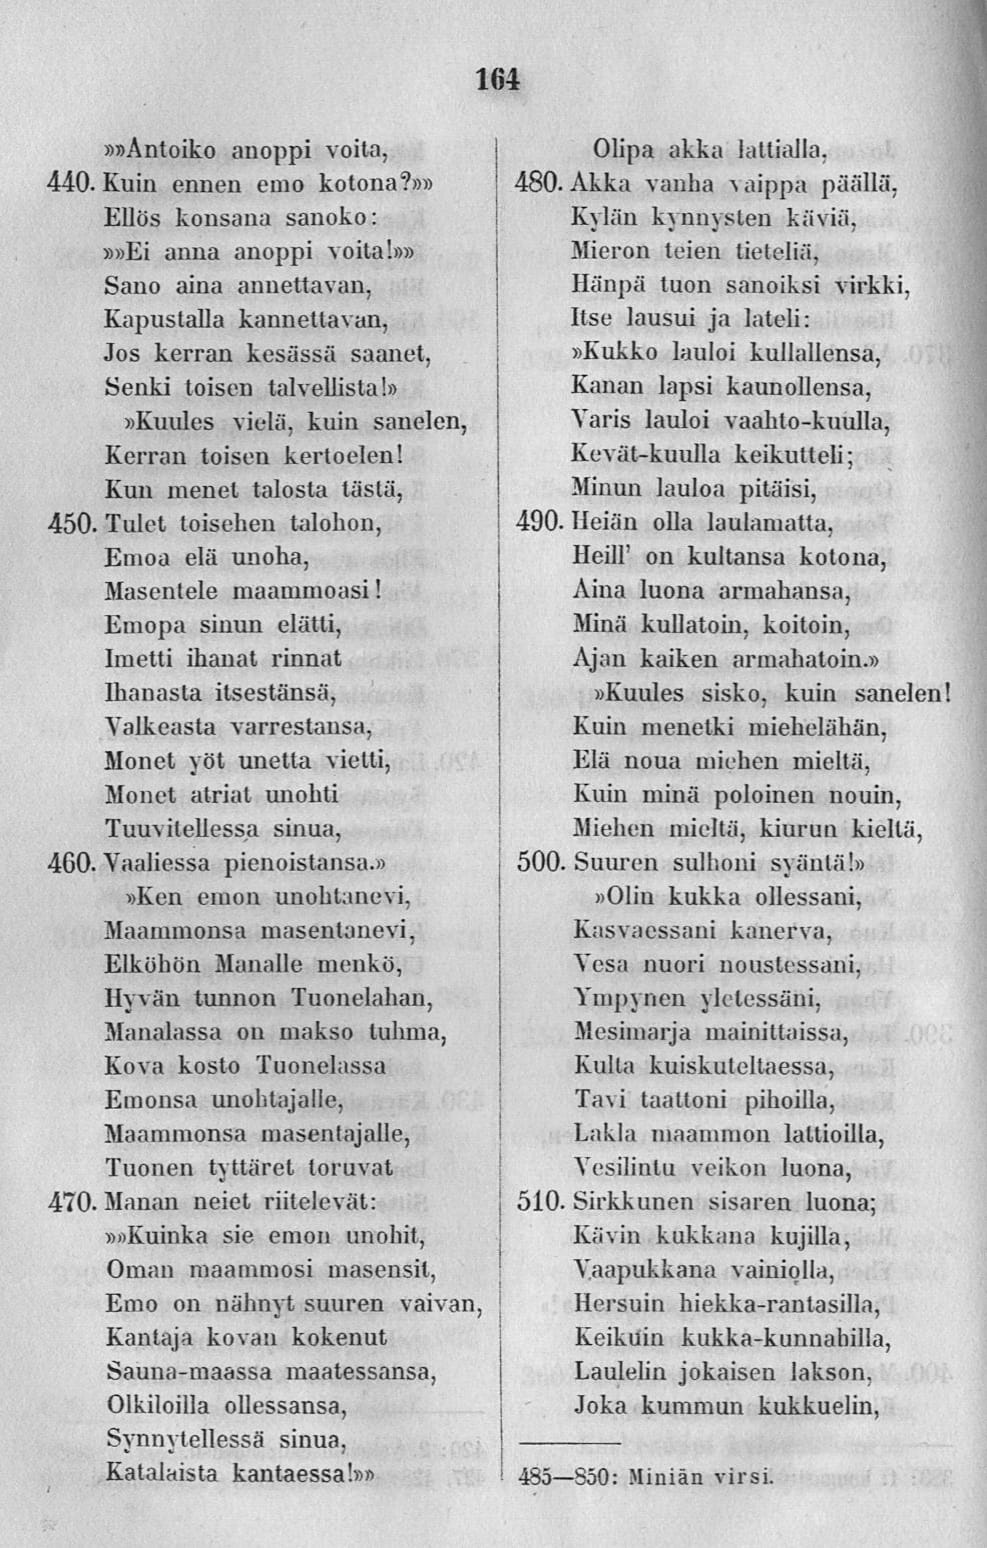 164
»»Antoiko anoppi voita,
440. Kuin ennen emo kotona?»»
Ellös konsana sanoko:
»»Ei anna anoppi voita!»»
Sano aina annettavan,
Kapustalla kannettavan,
Jos kerran kesässä saanet,
Senki toisen talvellista!»
»Kuules vielä, kuin sanelen,
Kerran toisen kertoelen!
Kun menet talosta tästä,
450. Tulet toisehen talohon,
Emoa elä unoha,
Masentele maammoasi!
Emopa sinun elätti,
Imetti ihanat rinnat
Ihanasta itsestänsä,
Valkeasta varrestansa,
Monet yöt unetta vietti,
Monet atriat unohti
Tuuvitellessa sinua,
460. Vaaliessa pienoistansa.»
»Ken emon unohtanevi,
Maammonsa masentanevi,
Elköhön Manalle menkö,
Hyvän tunnon Tuonelahan,
Manalassa on makso tuhma,
Kova kosto Tuonelassa
Emonsa unohtajalle,
Maammonsa masentajalle,
Tuonen tyttäret toruvat
470. Manan neiet riitelevät:
»»Kuinka sie emon unohit,
Oman maammosi masensit,
Emo on nähnyt suuren vaivan,
Kantaja kovan kokenut
Sauna-maassa maatessansa,
Olkiloilla ollessansa,
Synnytellessä sinua,
Katalaista kantaessa!»»
Olipa akka lattialla,
480. Akka vanha vaippa päällä,
Kylän kynnysten käviä,
Mieron teien tieteliä,
Hänpä tuon sanoiksi virkki,
Itse lausui ja lateli:
»Kukko lauloi kullallensa,
Kanan lapsi kaunollensa,
Varis lauloi vaahto-kuulla,
Kevät-kuulla keikutteli;
Minun lauloa pitäisi,
490. Heiän olla laulamatta,
Heill' on kultansa kotona,
Aina luona armahansa,
Minä kullatoin, koitoin,
Ajan kaiken armahatoin.»
»Kuules sisko, kuin sanelen!
Kuin menetki miehelähän,
Elä noua miehen mieltä,
Kuin minä poloinen nouin,
Miehen mieltä, kiurun kieltä,
500. Suuren sulhoni syäntä!»
»Olin kukka ollessani,
Kasvaessani kanerva,
Vesa nuori noustessani,
Ympynen yletessäni,
Mesimarja mainittaissa,
Kulta kuiskuteltaessa,
Tavi taattoni pihoilla,
Lakla maammon lattioilla,
Vesilintu veikon luona,
510. Sirkkunen sisaren luona;
Kävin kukkana kujilla,
Vaapukkana vainiolla,
Hersuin hiekka-rantasilla,
Keikuin kukka-kunnahilla,
Laulelin jokaisen lakson,
Joka kummun kukkuelin,
485—850: Miniän virsi.